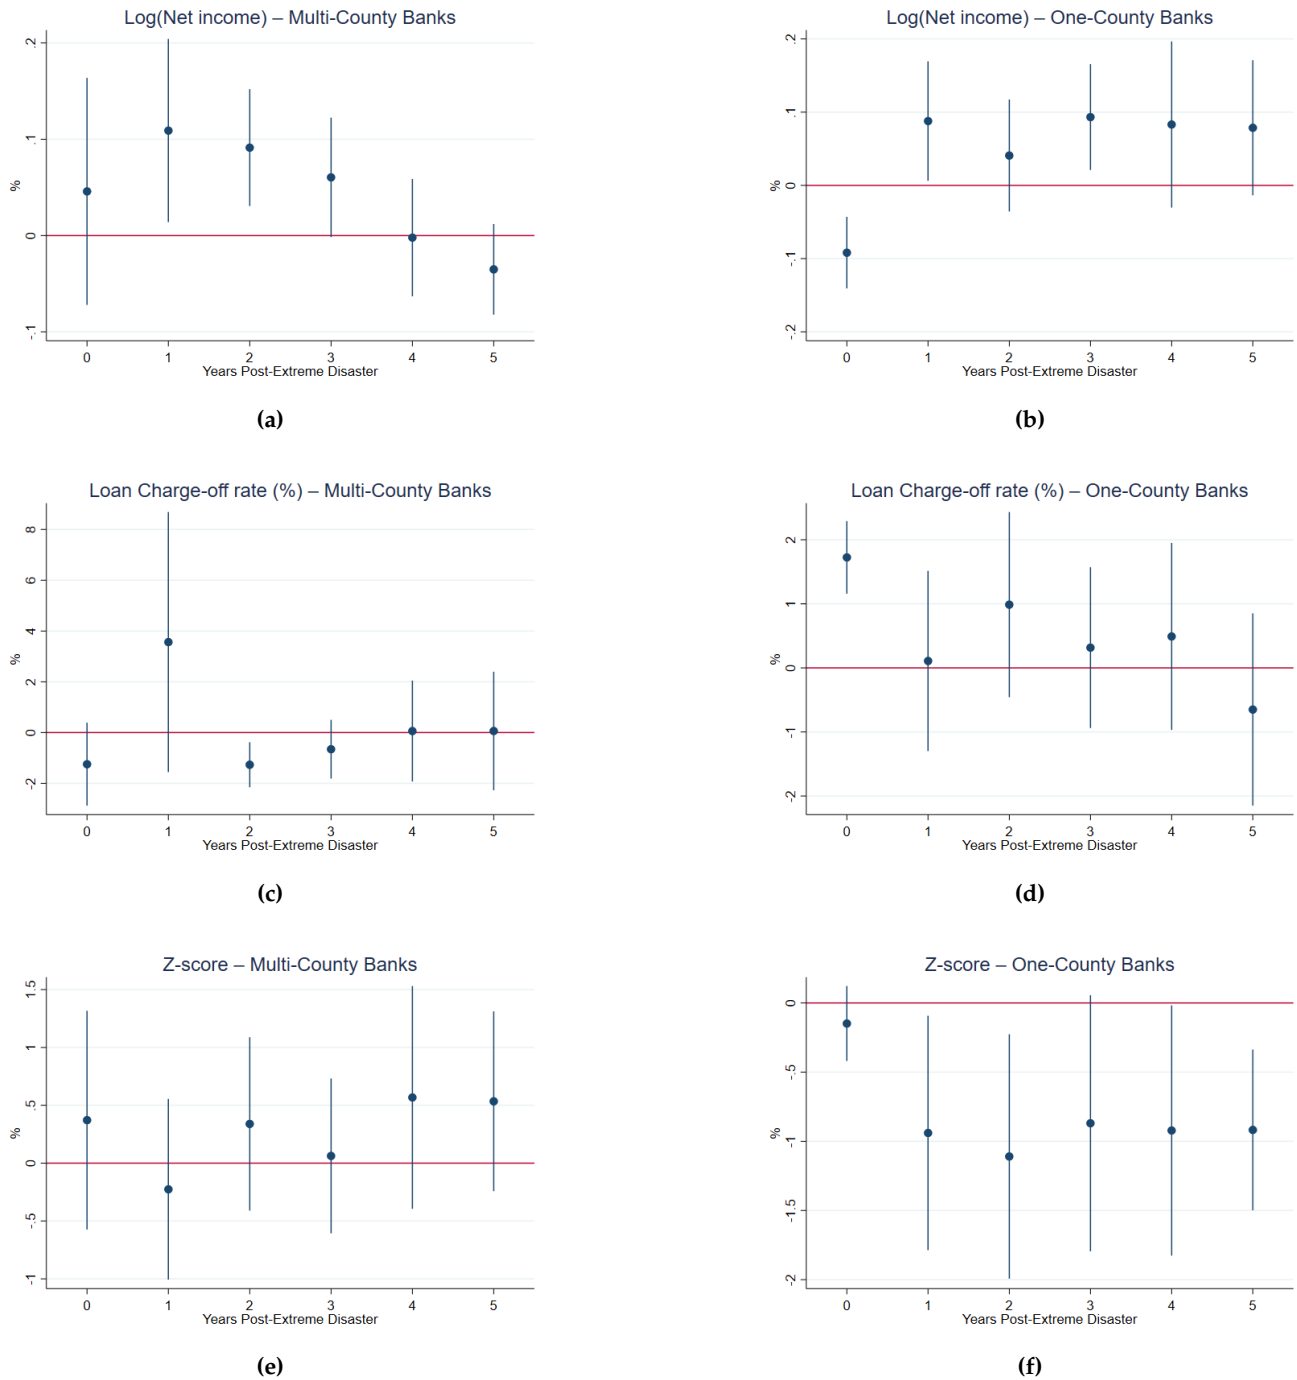 Log(Net income) – Multi-County Banks
%
.2
.1
0
-.1
0 1 2 3 4 5
Years Post-Extreme Disaster
(a)
Log(Net income) – One-County Banks
%
.2
.1
0
-.1
-.2
0 1 2 3 4 5
Years Post-Extreme Disaster
(b)
Loan Charge-off rate (%) – Multi-County Banks
%
8
6
4
2
0
-2
0 1 2 3 4 5
Years Post-Extreme Disaster
(c)
Loan Charge-off rate (%) – One-County Banks
%
2
1
0
-1
-2
0 1 2 3 4 5
Years Post-Extreme Disaster
(d)
Z-score – Multi-County Banks
%
1.5
1
.5
0
-.5
-1
0 1 2 3 4 5
Years Post-Extreme Disaster
(e)
Z-score – One-County Banks
%
0
-.5
-1
-1.5
-2
0 1 2 3 4 5
Years Post-Extreme Disaster
(f)